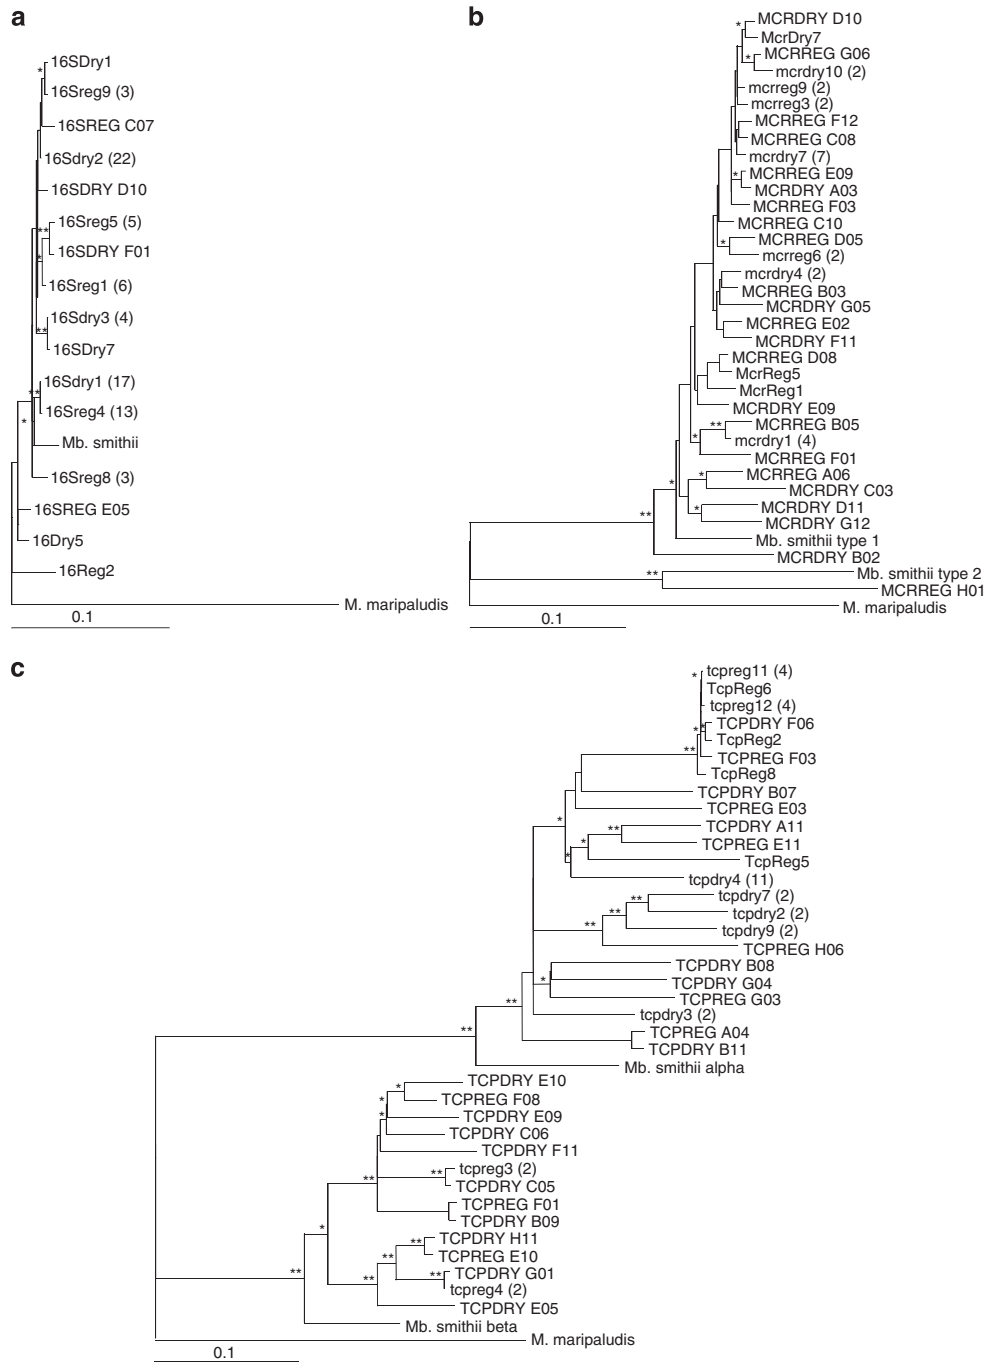 a
16SDry1
16Sreg9 (3)
16SREG C07
16Sdry2 (22)
16SDRY D10
16Sreg5 (5)
16SDRY F01
16Sreg1 (6)
16Sdry3 (4)
16SDry7
16Sdry1 (17)
16Sreg4 (13)
Mb. smithii
16Sreg8 (3)
16SREG E05
16Dry5
16Reg2
M. maripaludis
0.1
b
MCRDRY D10
McrDry7
MCRREG G06
mcrdry10 (2)
mcrreg9 (2)
mcrreg3 (2)
MCRREG F12
MCRREG C08
mcrdry7 (7)
MCRREG E09
MCRDRY A03
MCRREG F03
MCRREG C10
MCRREG D05
mcrreg6 (2)
mcrdry4 (2)
MCRREG B03
MCRDRY G05
MCRREG E02
MCRDRY F11
MCRREG D08
McrReg5
McrReg1
MCRDRY E09
MCRREG B05
mcrdry1 (4)
MCRREG F01
MCRREG A06
MCRDRY C03
MCRDRY D11
MCRDRY G12
Mb. smithii type 1
MCRDRY B02
Mb. smithii type 2
MCRREG H01
M. maripaludis
0.1
c
tcpreg11 (4)
TcpReg6
tcpreg12 (4)
TCPDRY F06
TcpReg2
TCPREG F03
TcpReg8
TCPDRY B07
TCPREG E03
TCPDRY A11
TCPREG E11
TcpReg5
tcpdry4 (11)
tcpdry7 (2)
tcpdry2 (2)
tcpdry9 (2)
TCPREG H06
TCPDRY B08
TCPDRY G04
TCPREG G03
tcpdry3 (2)
TCPREG A04
TCPDRY B11
Mb. smithii alpha
TCPDRY E10
TCPREG F08
TCPDRY E09
TCPDRY C06
TCPDRY F11
tcpreg3 (2)
TCPDRY C05
TCPREG F01
TCPDRY B09
TCPDRY H11
TCPREG E10
TCPDRY G01
tcpreg4 (2)
TCPDRY E05
Mb. smithii beta
M. maripaludis
0.1